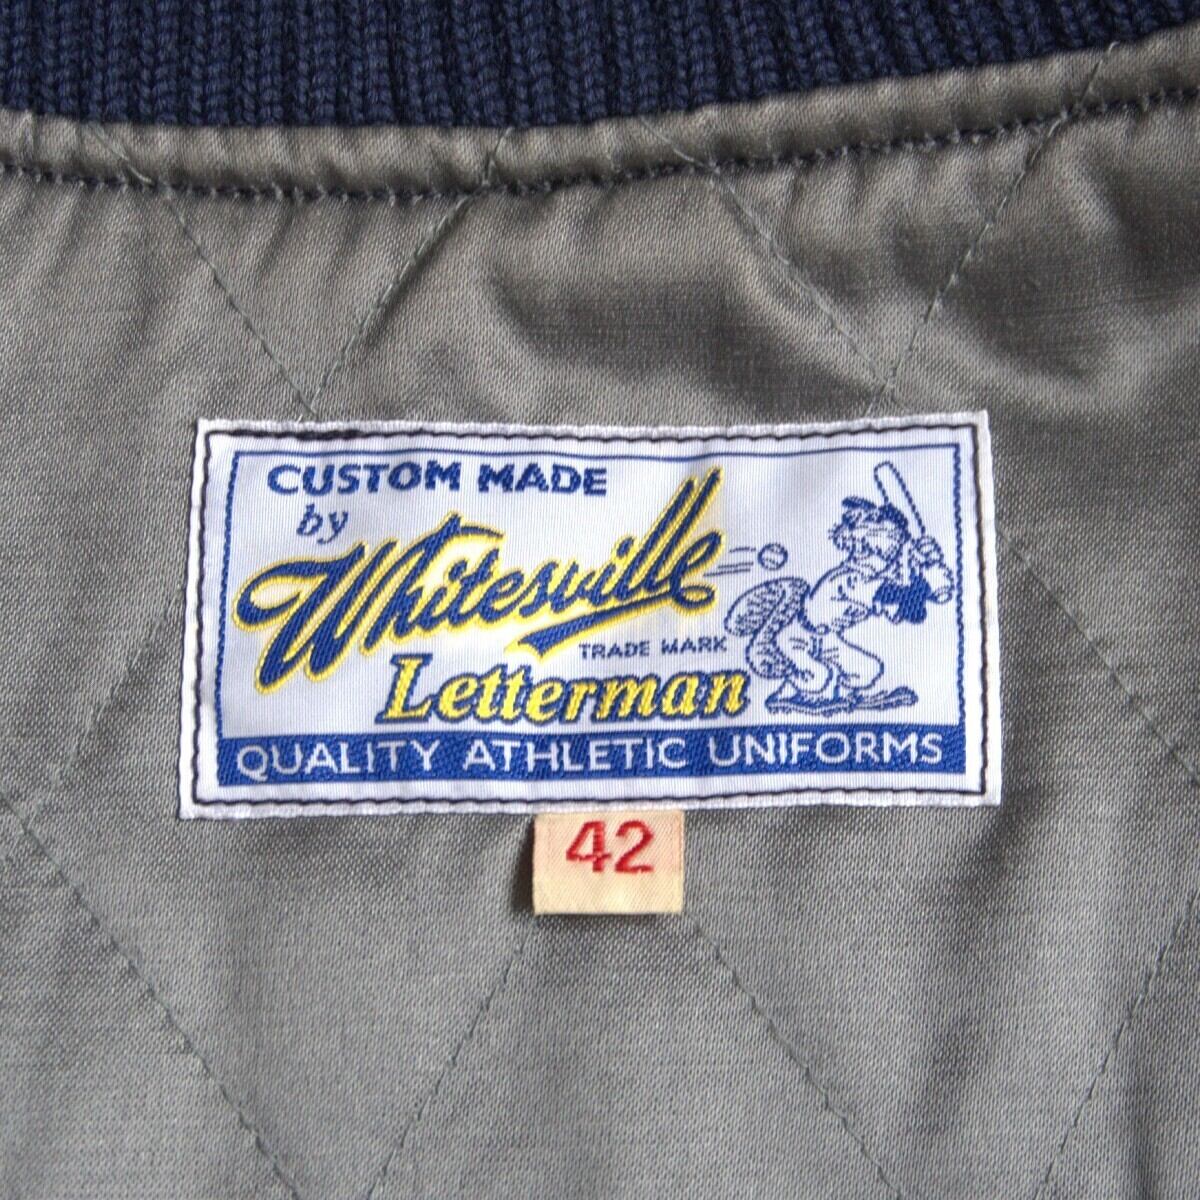 CUSTOM MADE
by
Whitesville
TRADE MARK
Letterman
QUALITY ATHLETIC UNIFORMS
42